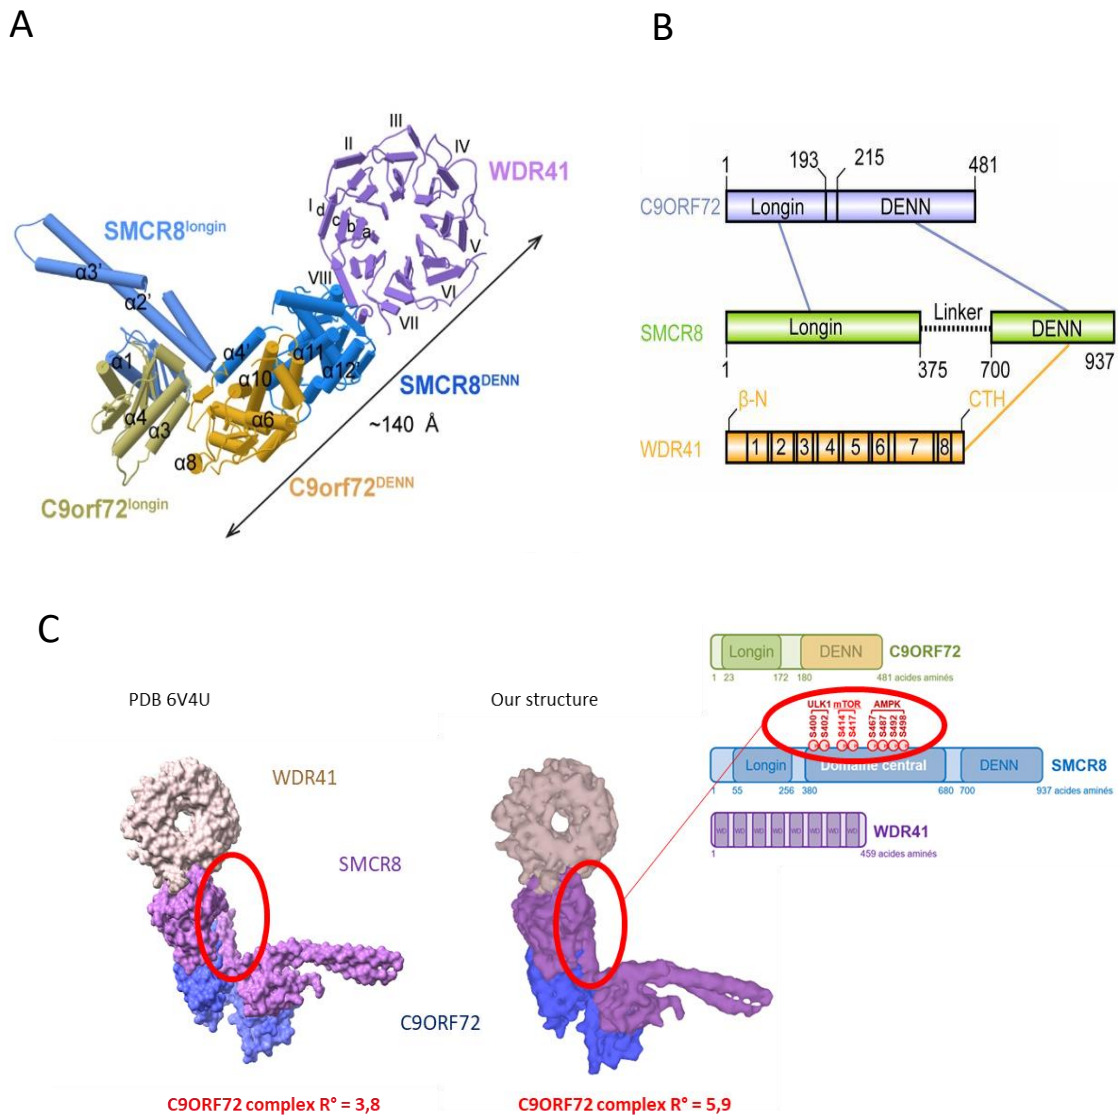 A
B
III
II
IV
WDR41
I
d
c
b
a
V
VI
VIII
VII
SMCR8longin
α3'
α2'
α1
α4'
α11
α10
α12'
α4
α3
α6
α8
SMCR8DENN
~140 Å
C9orf72DENN
C9orf72longin
1
193
215
481
C9ORF72
Longin
DENN
SMCR8
Longin
Linker
DENN
1
375
700
937
β-N
CTH
WDR41
1 2 3 4 5 6 7 8
C
PDB 6V4U
Our structure
WDR41
SMCR8
C9ORF72
C9ORF72 complex R° = 3,8
C9ORF72 complex R° = 5,9
Longin
DENN
C9ORF72
1 23 172 180 481 acides aminés
ULK1 mTOR AMPK
S400
S402
S414
S417
S467
S487
S492
S498
Longin
Domaine central
DENN
SMCR8
1 55 256 380 680 700 937 acides aminés
WD WD WD WD WD WD WD WD
WDR41
1 459 acides aminés